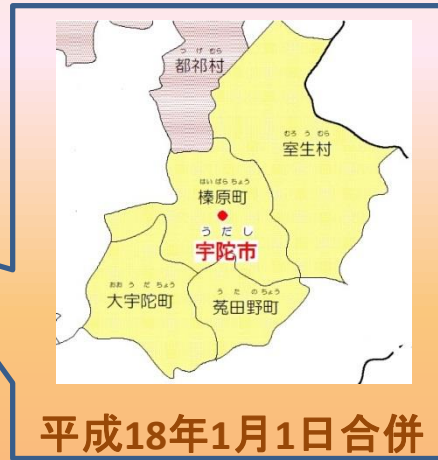 つげむら
都祁村
むろうむら
室生村
はいばらちょう
榛原町
うだし
宇陀市
おおうだちょう
大宇陀町
うたのちょう
菟田野町
平成18年1月1日合併